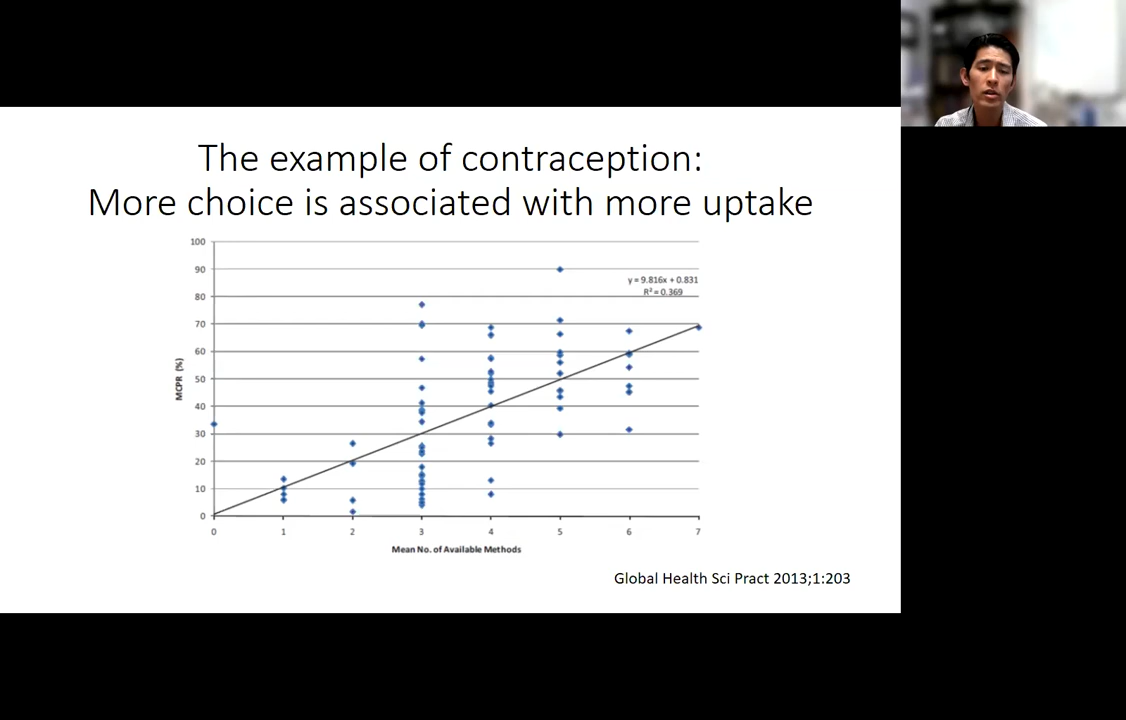 The example of contraception:
More choice is associated with more uptake
100
90
80
70
60
50
40
30
20
10
0
MCPR (%)
y = 9.816x + 0.831
R² = 0.369
0 1 2 3 4 5 6 7
Mean No. of Available Methods
Global Health Sci Pract 2013;1:203